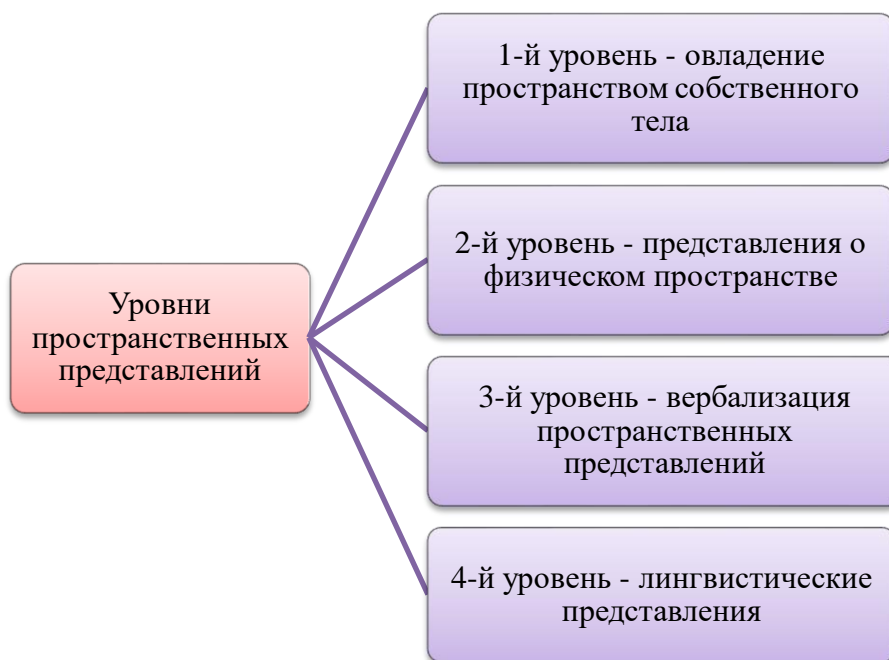 Уровни
пространственных
представлений
1-й уровень - овладение
пространством собственного
тела
2-й уровень - представления о
физическом пространстве
3-й уровень - вербализация
пространственных
представлений
4-й уровень - лингвистические
представления